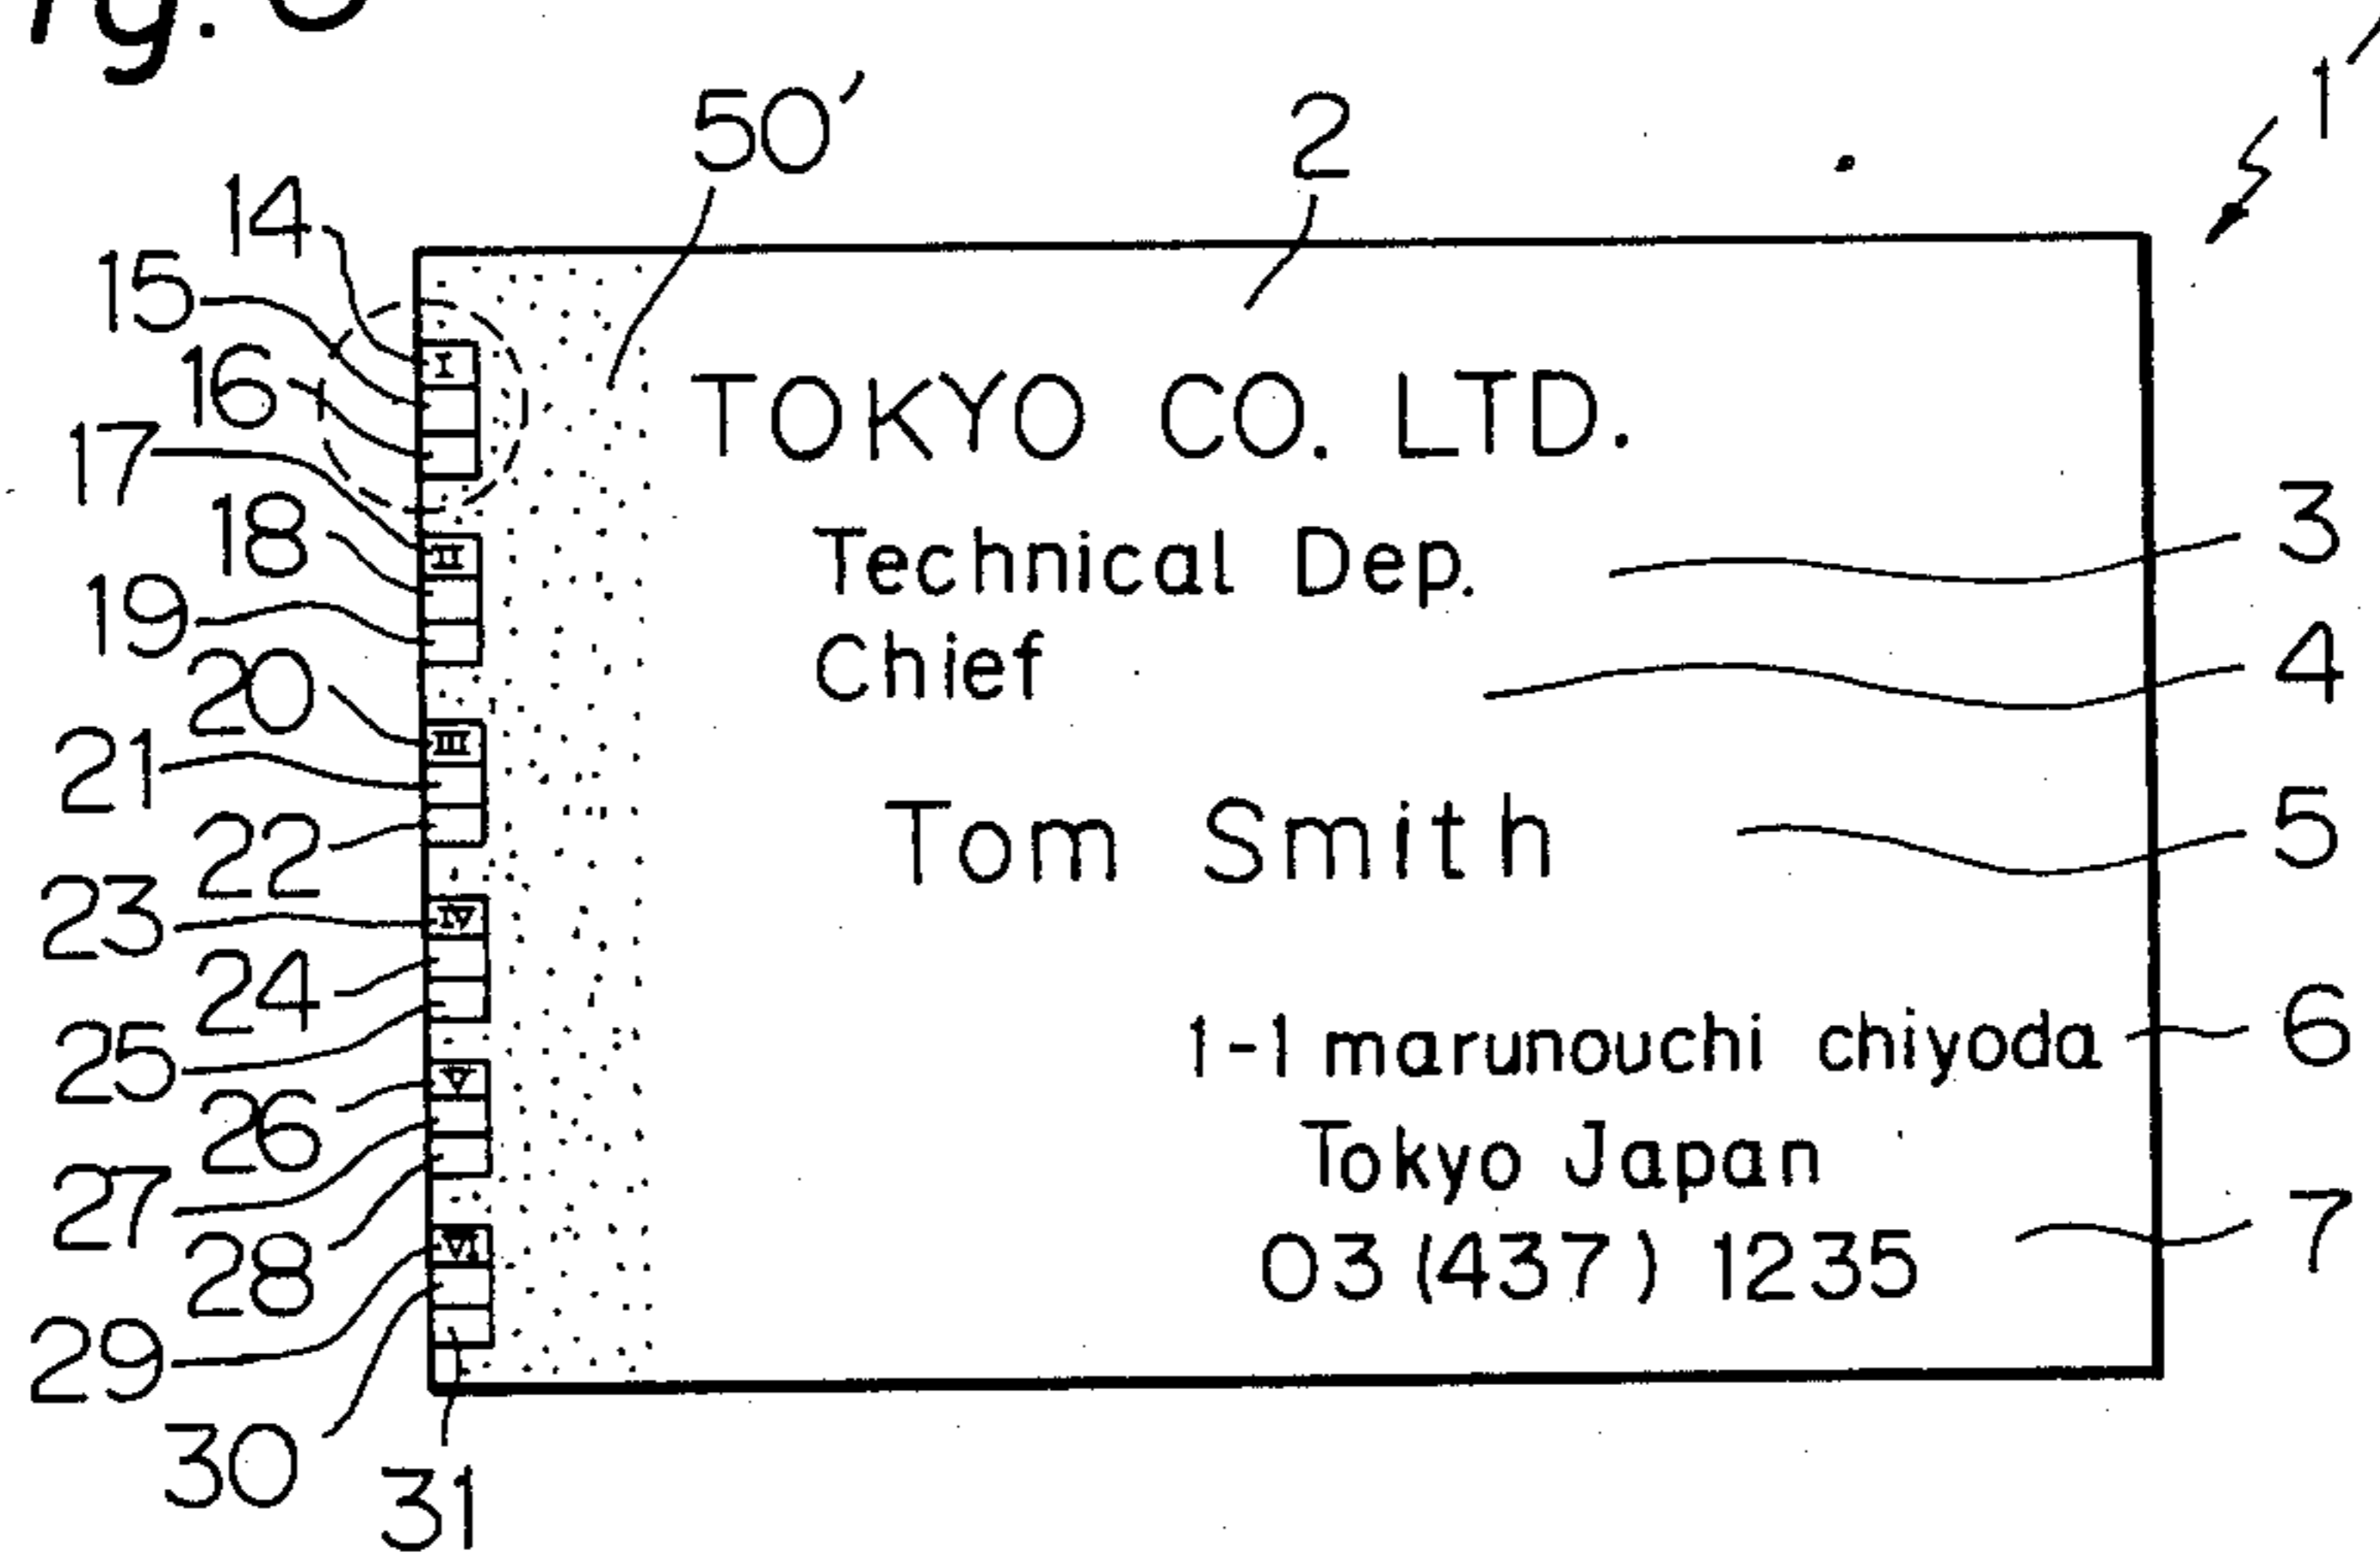 50' 2 1
14
15
16
17
18
19
20
21
22
23
24
25
26
27
28
29
30
31
I
II
III
IV
V
VI
TOKYO CO. LTD.
Technical Dep. 3
Chief 4
Tom Smith 5
1-1 marunouchi chiyoda 6
Tokyo Japan
03 (437) 1235 7